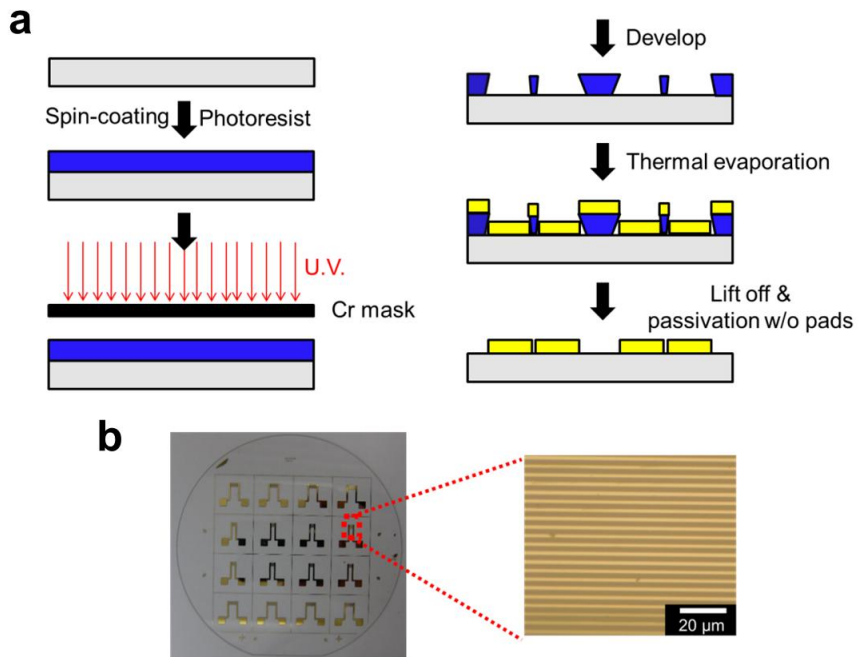 a
Spin-coating
Photoresist
U.V.
Cr mask
Develop
Thermal evaporation
Lift off &
passivation w/o pads
b
20 μm